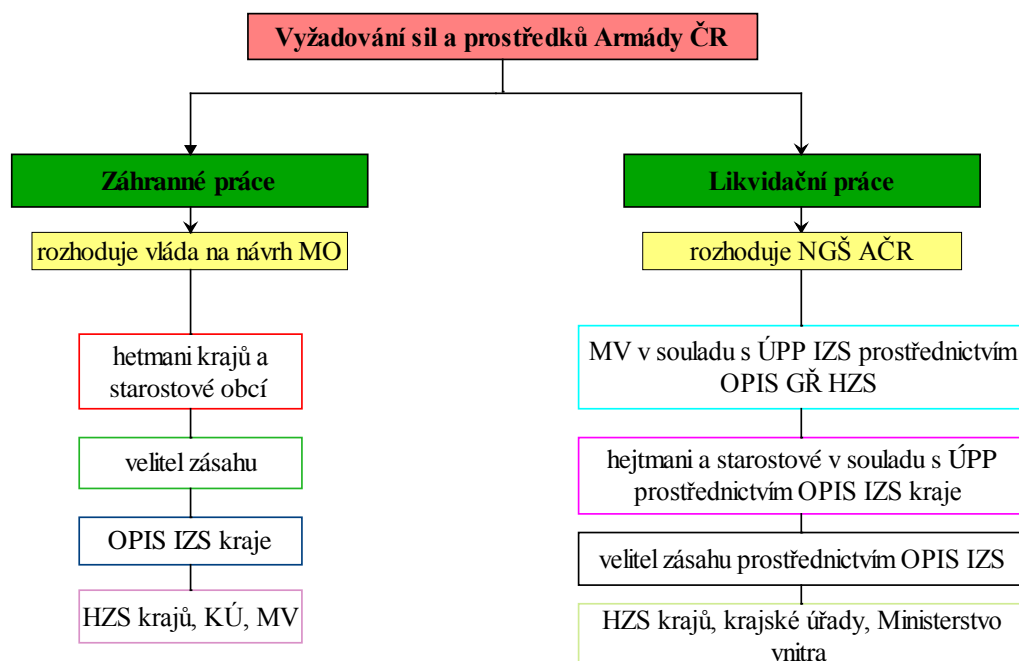 Vyžadování sil a prostředků Armády ČR
Záhranné práce
Likvidační práce
rozhoduje vláda na návrh MO
rozhoduje NGŠ AČR
hetmani krajů a
starostové obcí
velitel zásahu
OPIS IZS kraje
HZS krajů, KÚ, MV
MV v souladu s ÚPP IZS prostřednictvím
OPIS GŘ HZS
hejtmani a starostové v souladu s ÚPP
prostřednictvím OPIS IZS kraje
velitel zásahu prostřednictvím OPIS IZS
HZS krajů, krajské úřady, Ministerstvo
vnitra